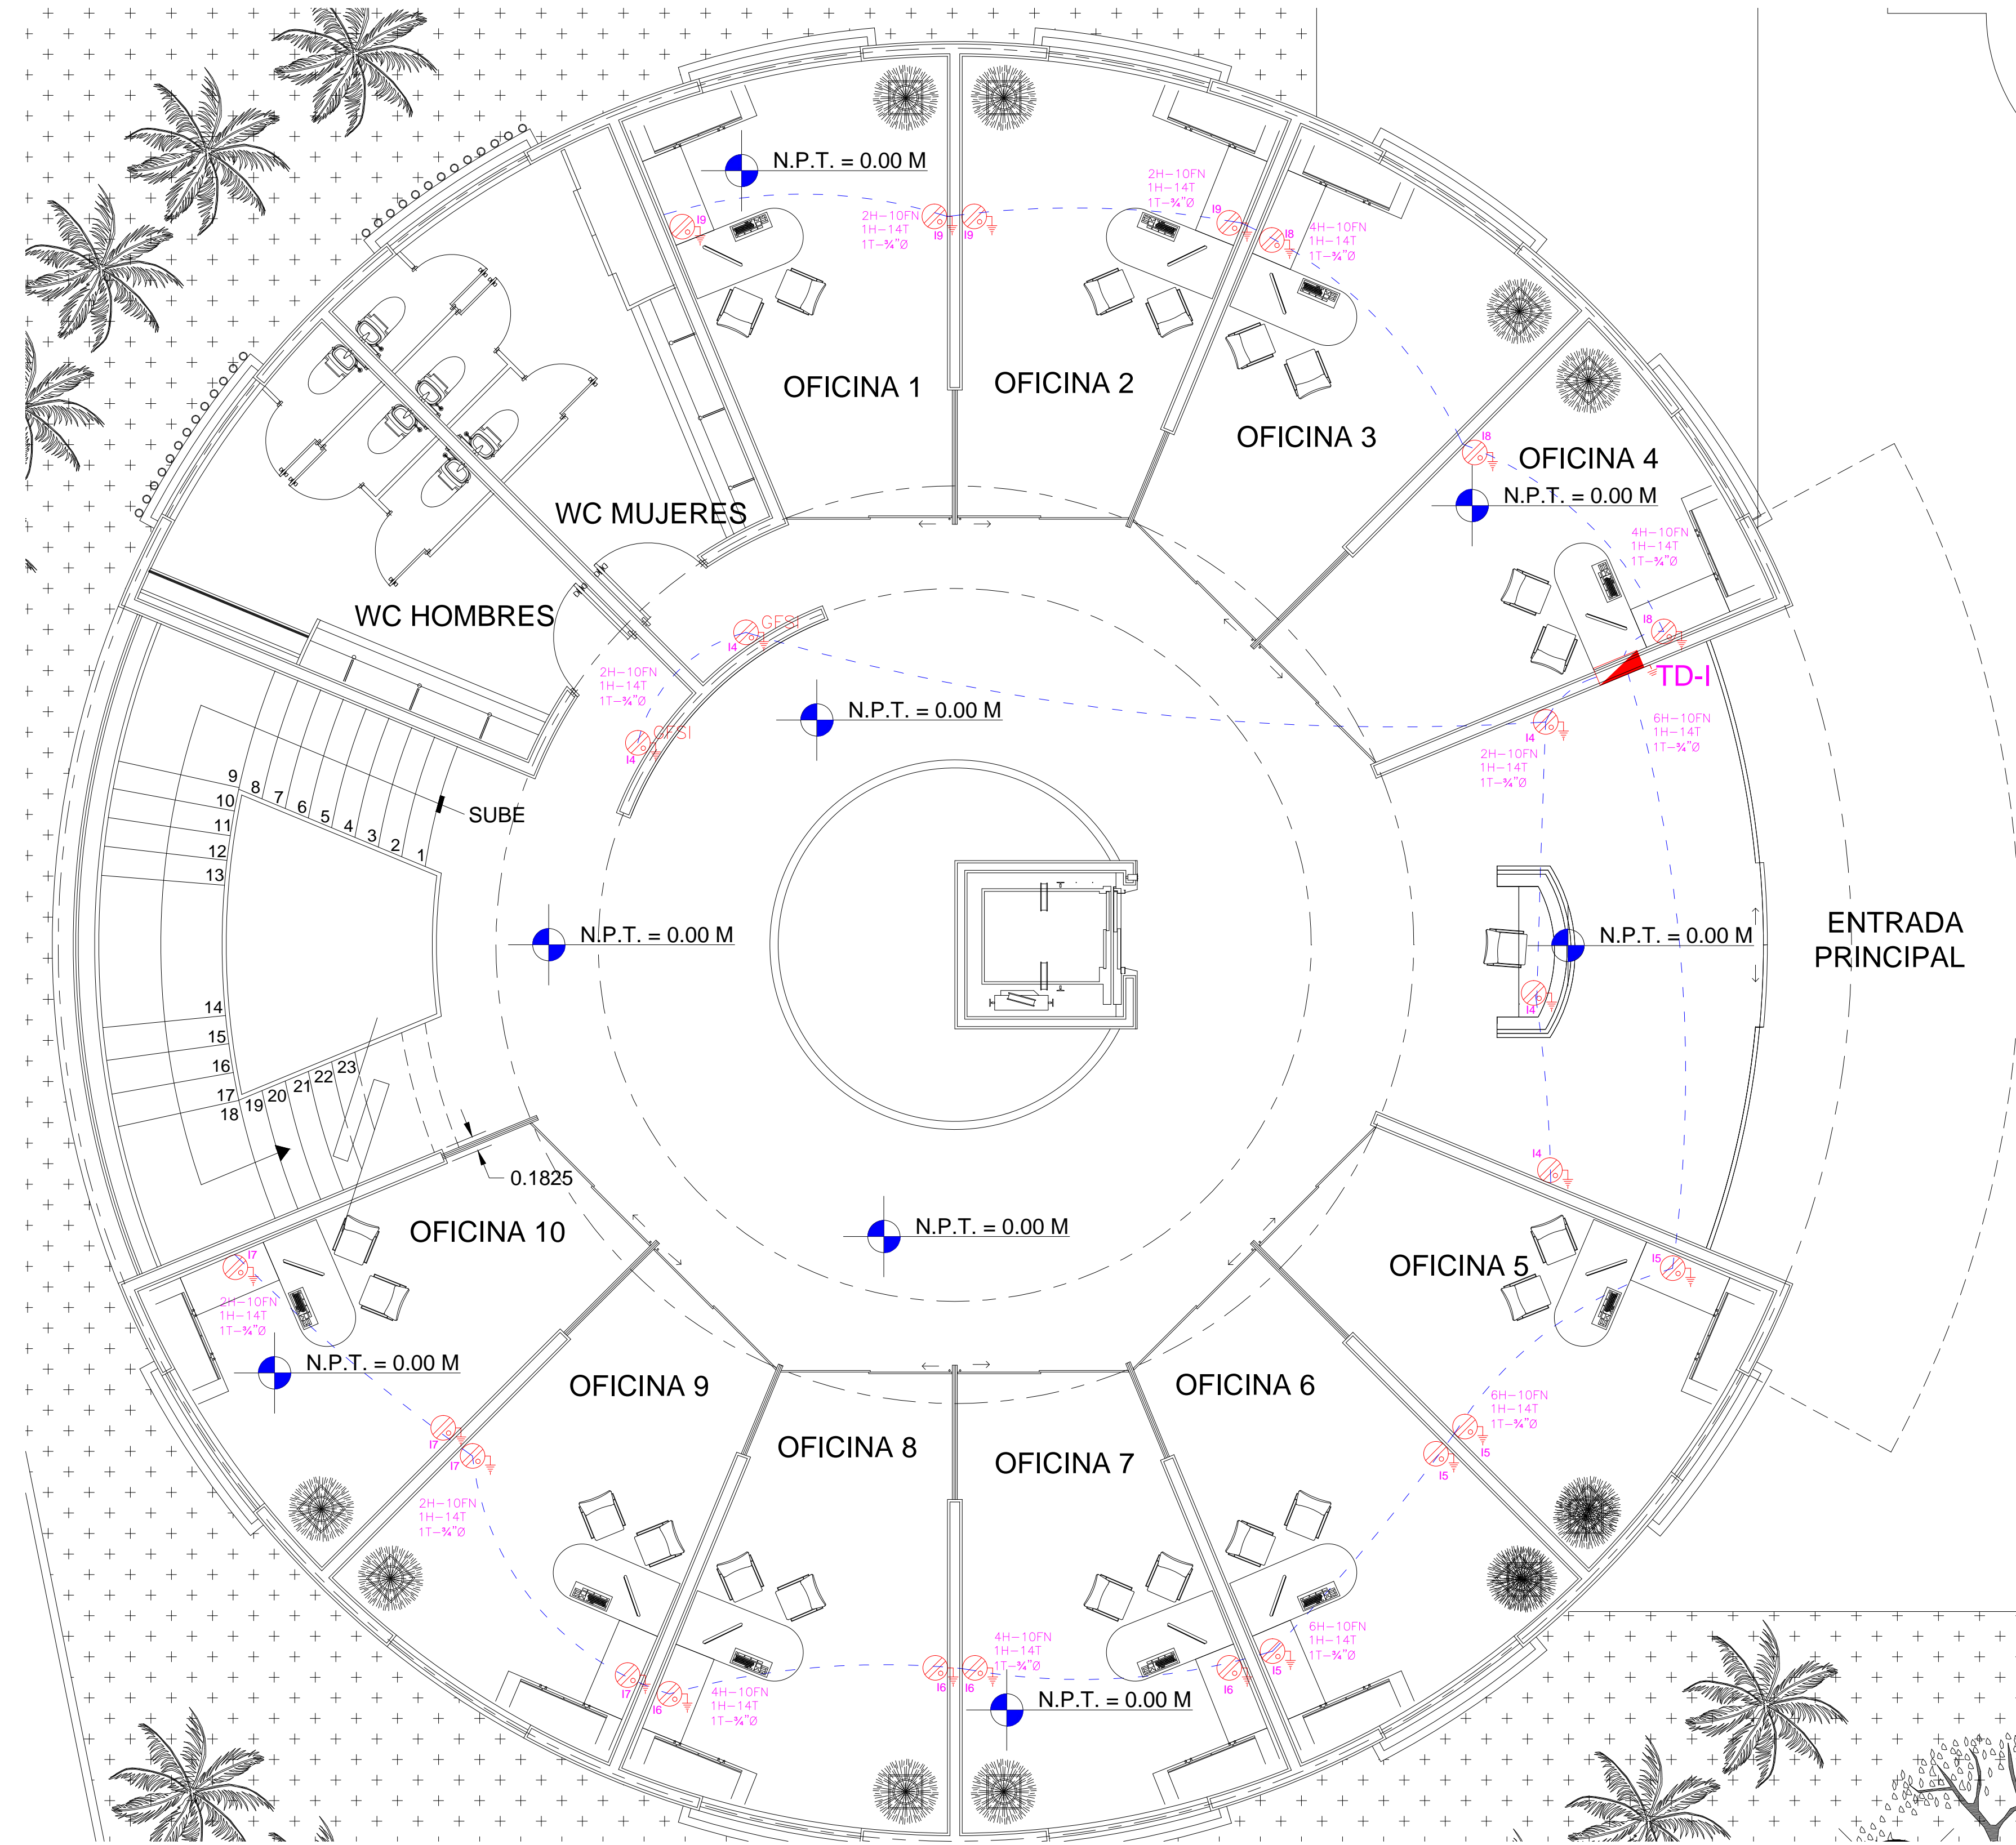 N.P.T. = 0.00 M
2H-10FN
1H-14T
1T-¾"Ø
I9
2H-10FN
1H-14T
1T-¾"Ø
I9
I9
I9
I8
4H-10FN
1H-14T
1T-¾"Ø
OFICINA 1
OFICINA 2
OFICINA 3
I8
OFICINA 4
N.P.T. = 0.00 M
WC MUJERES
4H-10FN
1H-14T
1T-¾"Ø
WC HOMBRES
GFSI
I4
I8
2H-10FN
1H-14T
1T-¾"Ø
TD-I
N.P.T. = 0.00 M
6H-10FN
1H-14T
1T-¾"Ø
GFSI
I4
I4
2H-10FN
1H-14T
1T-¾"Ø
9
8
7
6
5
4
3
2
1
SUBE
10
11
12
13
N.P.T. = 0.00 M
N.P.T. = 0.00 M
ENTRADA
PRINCIPAL
I4
14
15
16
17
18
19
20
21
22
23
0.1825
I4
N.P.T. = 0.00 M
OFICINA 10
I7
OFICINA 5
I5
2H-10FN
1H-14T
1T-¾"Ø
N.P.T. = 0.00 M
OFICINA 9
OFICINA 6
6H-10FN
1H-14T
1T-¾"Ø
I7
I7
OFICINA 8
OFICINA 7
I5
I5
2H-10FN
1H-14T
1T-¾"Ø
4H-10FN
1H-14T
1T-¾"Ø
6H-10FN
1H-14T
1T-¾"Ø
I7
I6
4H-10FN
1H-14T
1T-¾"Ø
I6
I6
I6
I5
N.P.T. = 0.00 M